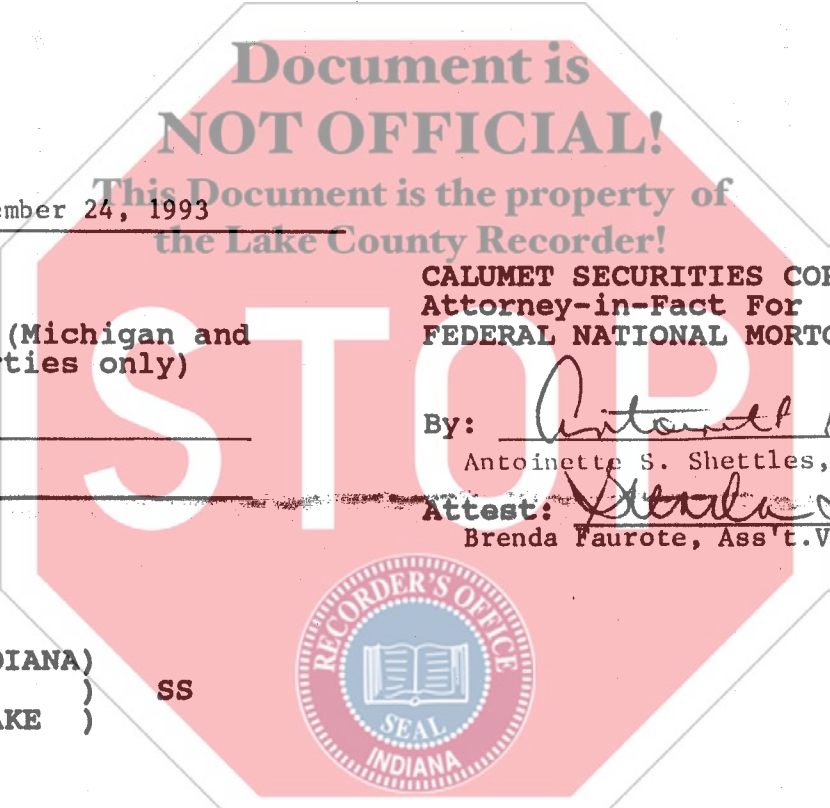 Document is
NOT OFFICIAL!
This Document is the property of
the Lake County Recorder!
STOP
ember 24, 1993
CALUMET SECURITIES COR
Attorney-in-Fact For
FEDERAL NATIONAL MORTG
(Michigan and
ties only)
By:
Antoinette S. Shettles,
Attest:
Brenda Faurote, Ass't.V
DIANA)
) SS
AKE )
RECORDER'S OFFICE
SEAL
INDIANA